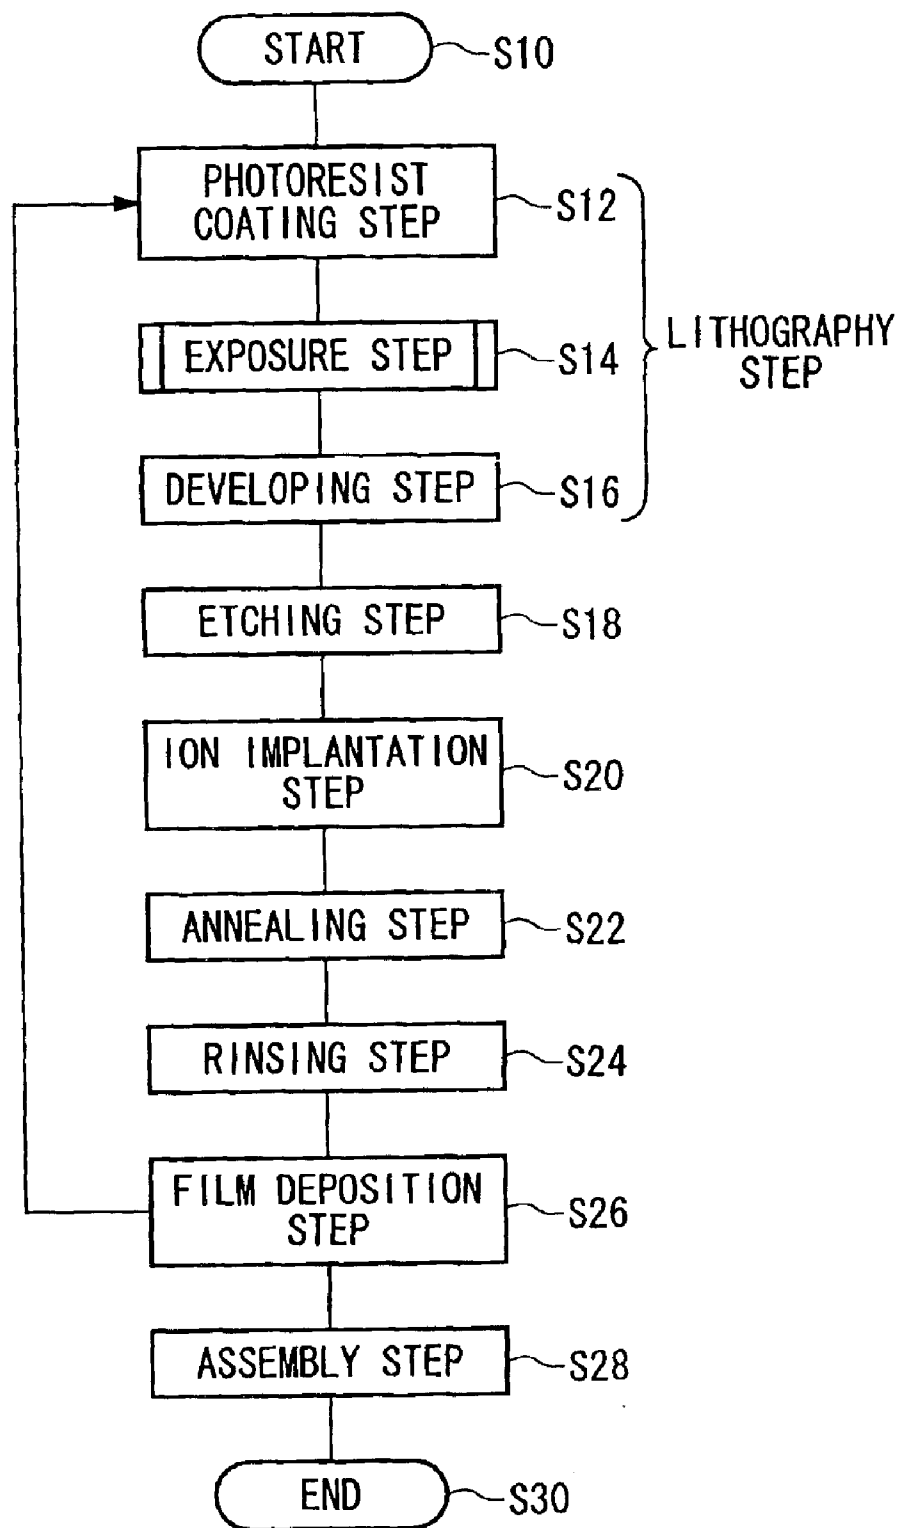 START
S10
PHOTORESIST
COATING STEP
S12
EXPOSURE STEP
S14
LITHOGRAPHY
STEP
DEVELOPING STEP
S16
ETCHING STEP
S18
ION IMPLANTATION
STEP
S20
ANNEALING STEP
S22
RINSING STEP
S24
FILM DEPOSITION
STEP
S26
ASSEMBLY STEP
S28
END
S30